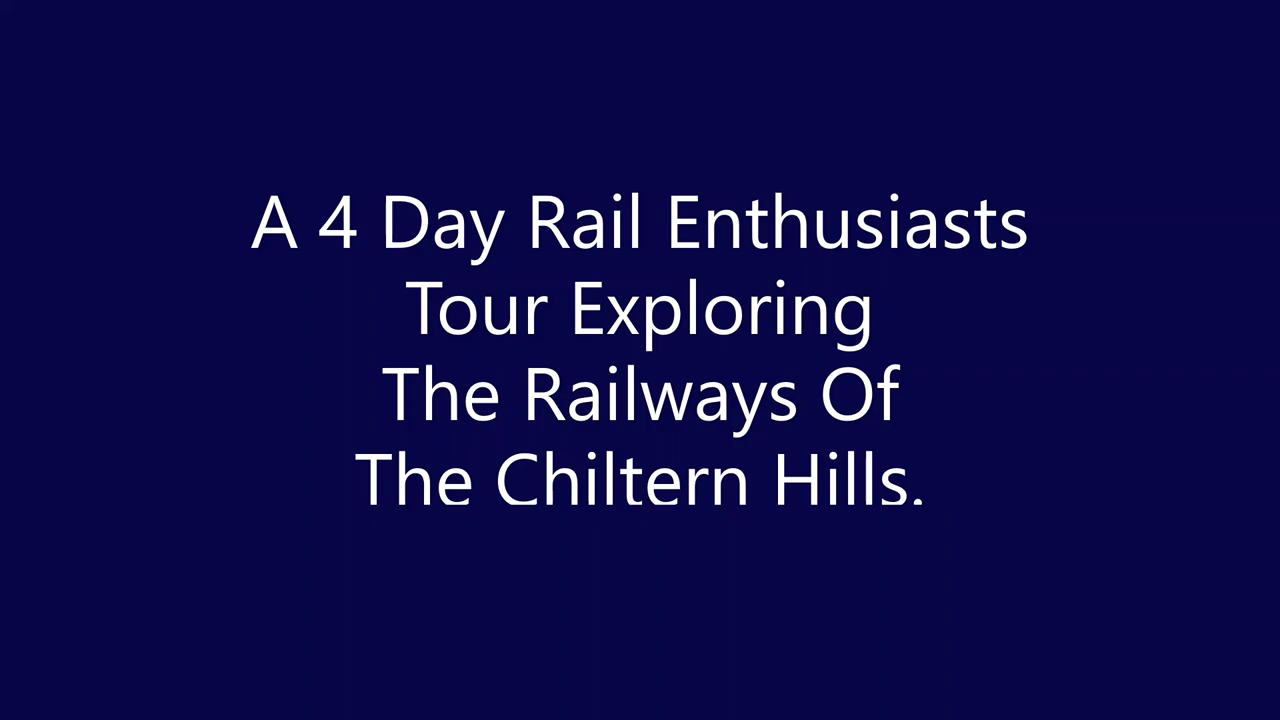 A 4 Day Rail Enthusiasts
Tour Exploring
The Railways Of
The Chiltern Hills.